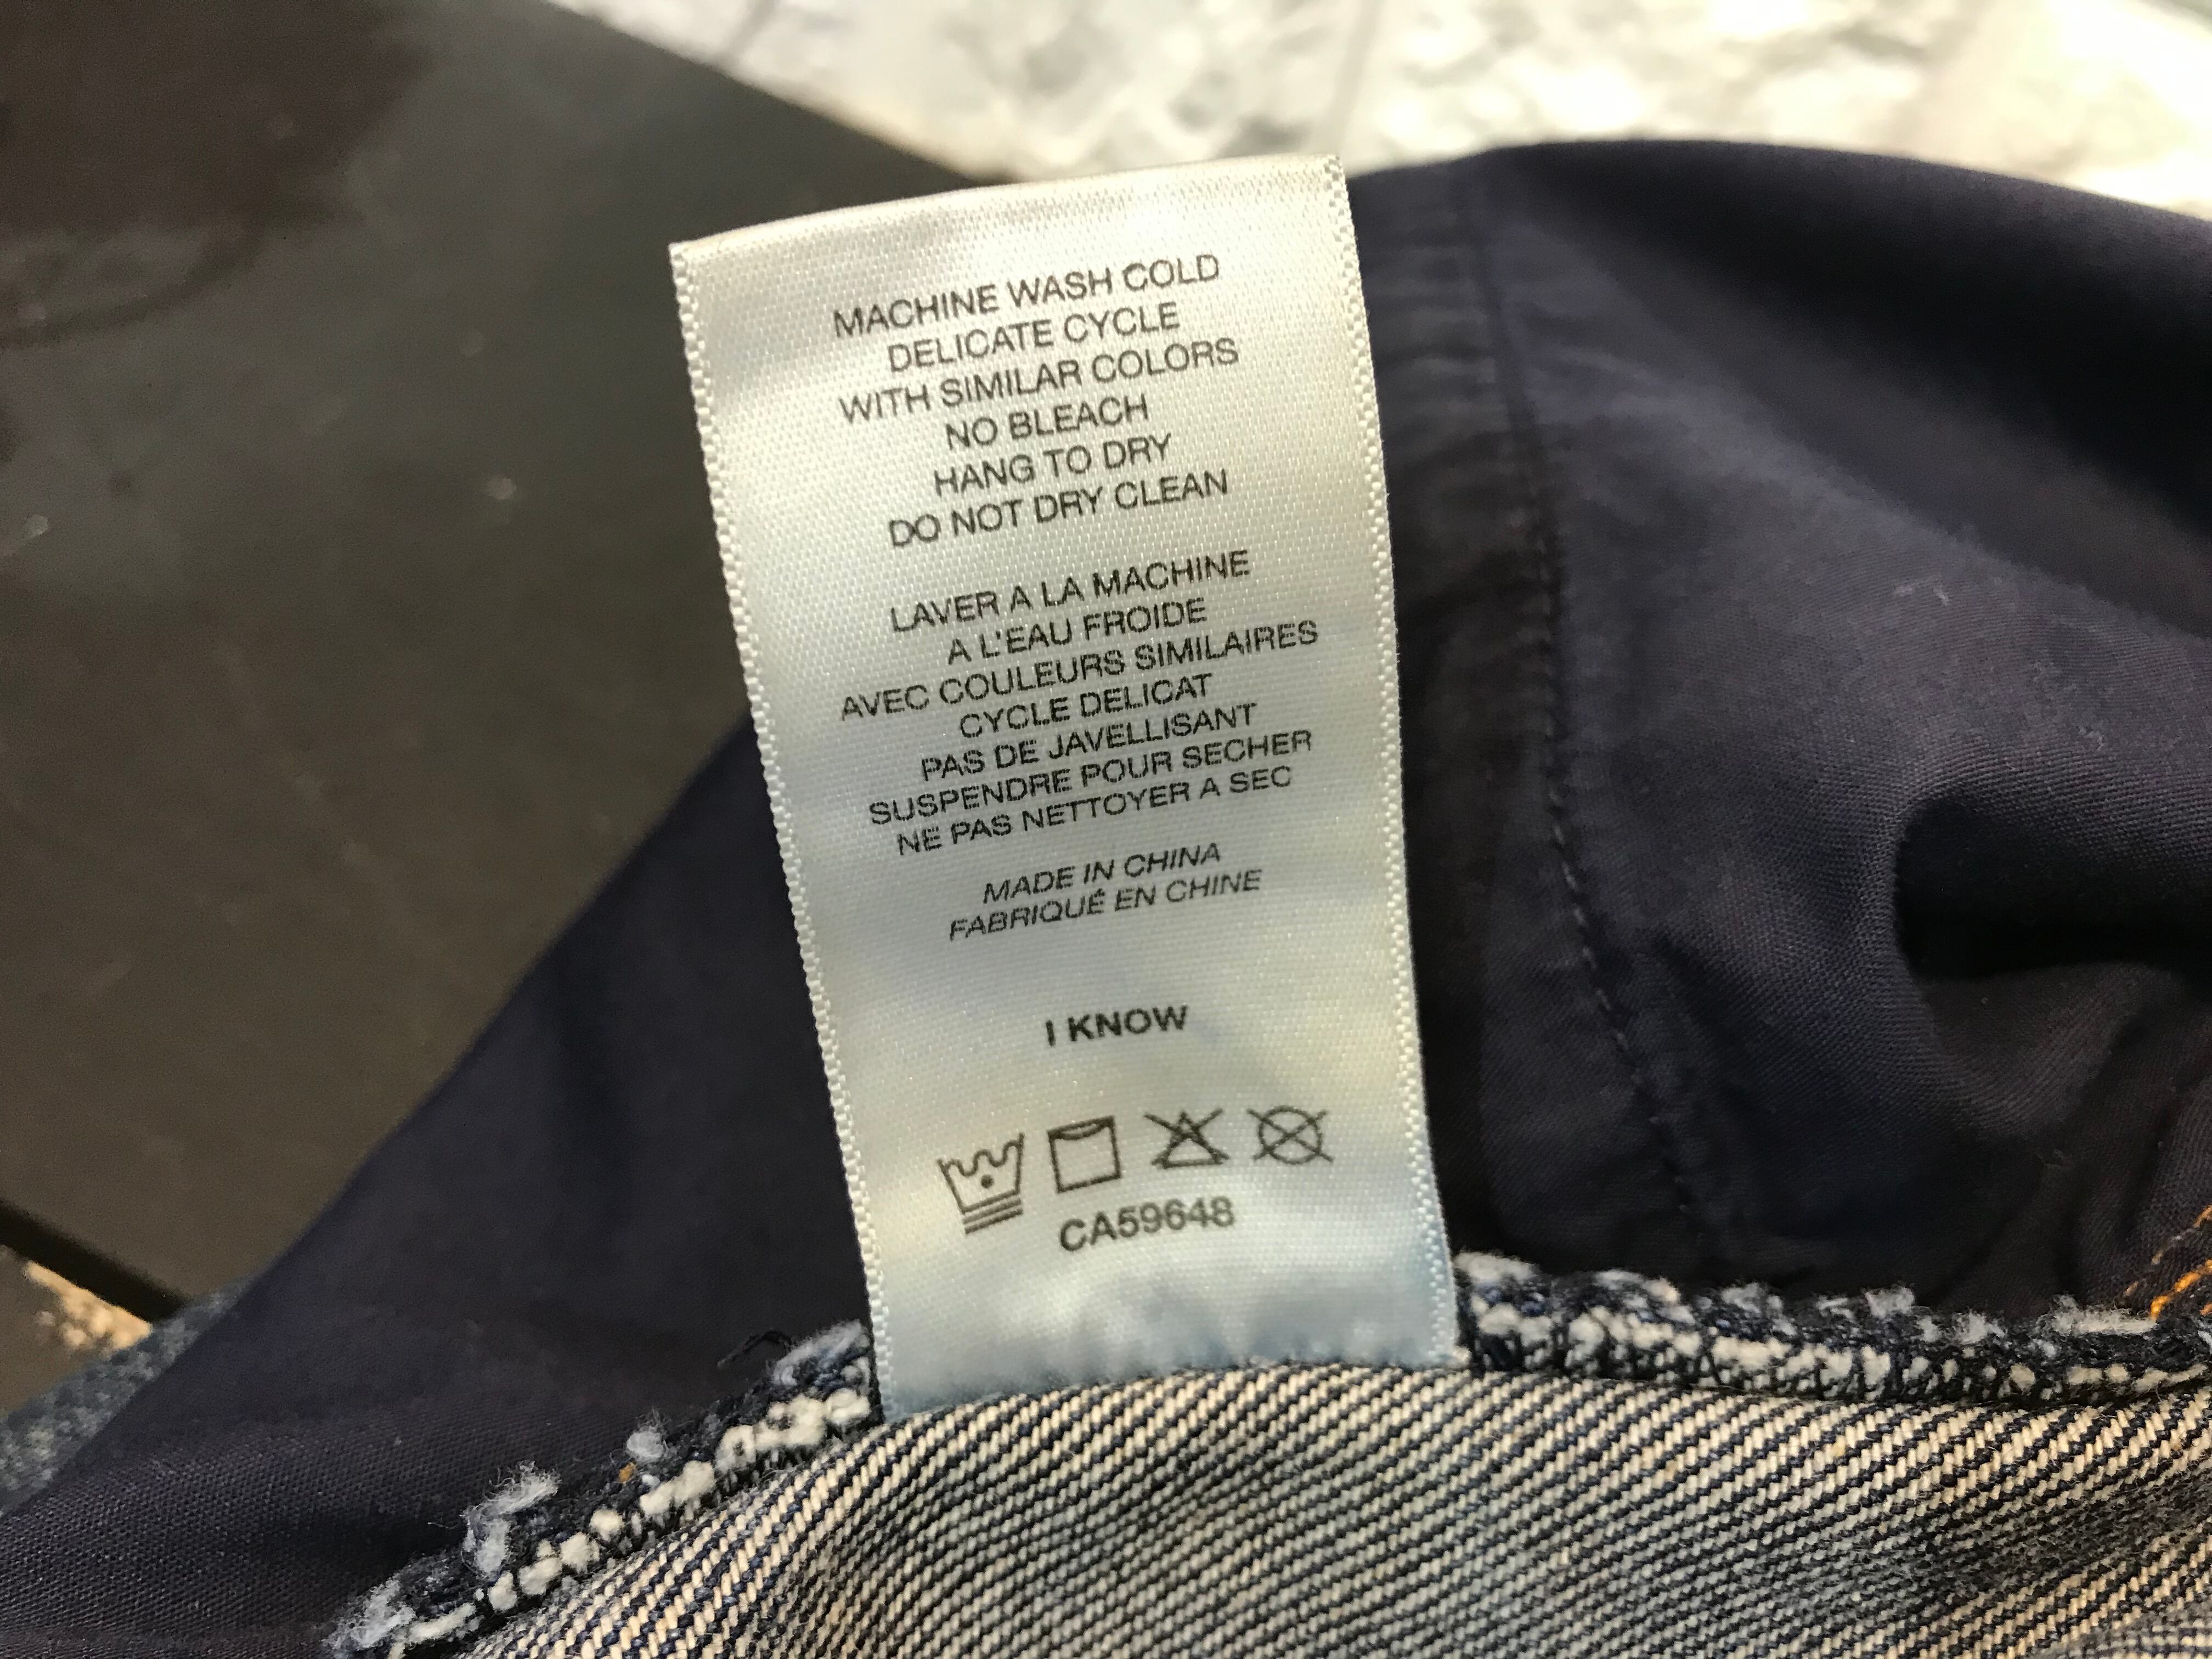 MACHINE WASH COLD
DELICATE CYCLE
WITH SIMILAR COLORS
NO BLEACH
HANG TO DRY
DO NOT DRY CLEAN
LAVER A LA MACHINE
A L'EAU FROIDE
AVEC COULEURS SIMILAIRES
CYCLE DELICAT
PAS DE JAVELLISANT
SUSPENDRE POUR SECHER
NE PAS NETTOYER A SEC
MADE IN CHINA
FABRIQUÉ EN CHINE
I KNOW
CA59648